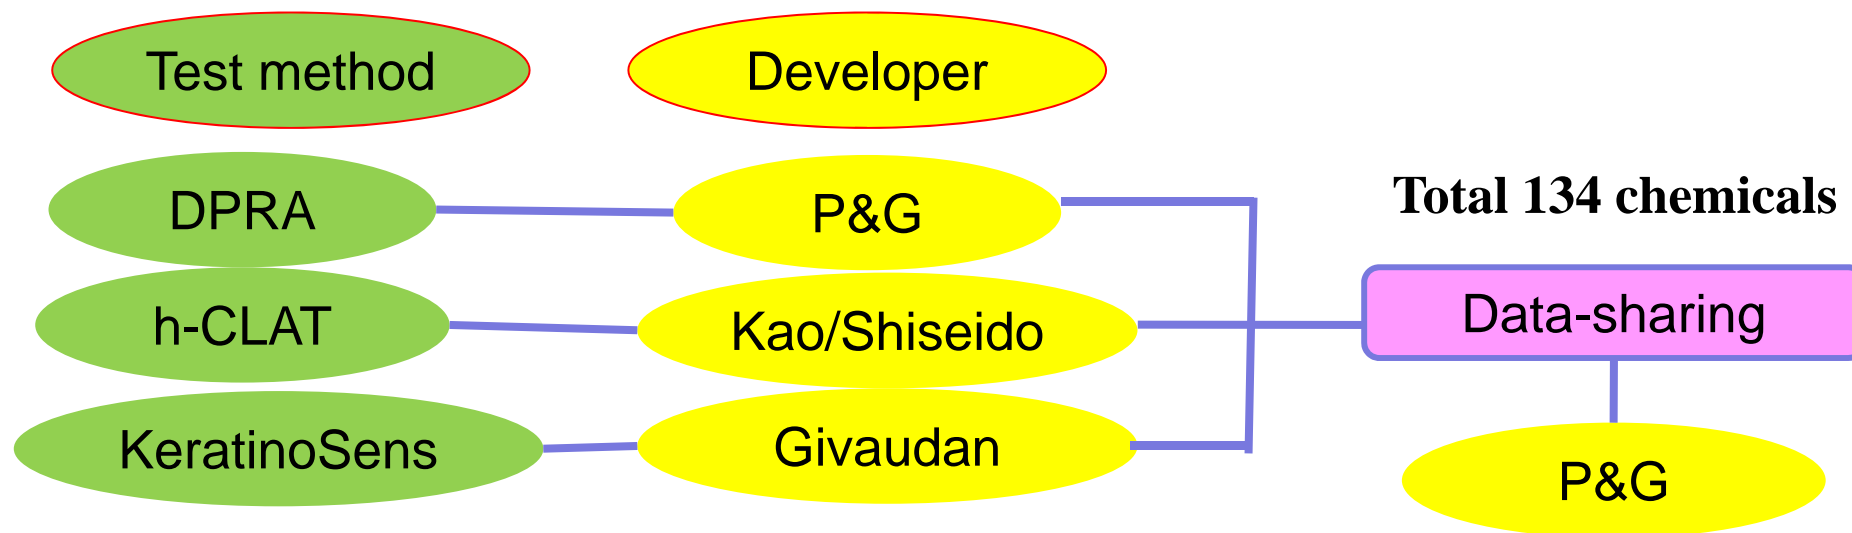 Test method
Developer
DPRA
P&G
Total 134 chemicals
h-CLAT
Kao/Shiseido
Data-sharing
KeratinoSens
Givaudan
P&G